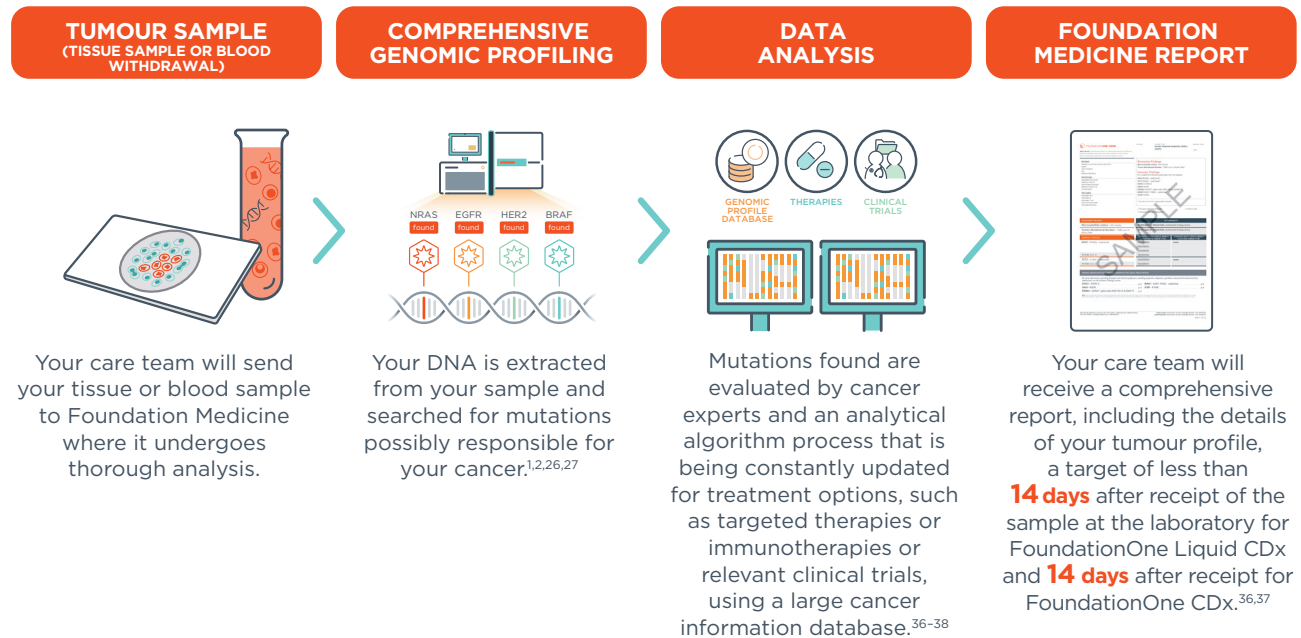 TUMOUR SAMPLE
(TISSUE SAMPLE OR BLOOD
WITHDRAWAL)
Your care team will send
your tissue or blood sample
to Foundation Medicine
where it undergoes
thorough analysis.
COMPREHENSIVE
GENOMIC PROFILING
NRAS EGFR HER2 BRAF
found found found found
Your DNA is extracted
from your sample and
searched for mutations
possibly responsible for
your cancer.1,2,26,27
DATA
ANALYSIS
GENOMIC
PROFILE
DATABASE
THERAPIES
CLINICAL
TRIALS
Mutations found are
evaluated by cancer
experts and an analytical
algorithm process that is
being constantly updated
for treatment options, such
as targeted therapies or
immunotherapies or
relevant clinical trials,
using a large cancer
information database.36–38
FOUNDATION
MEDICINE REPORT
SAMPLE
Your care team will
receive a comprehensive
report, including the details
of your tumour profile,
a target of less than
14 days after receipt of the
sample at the laboratory for
FoundationOne Liquid CDx
and 14 days after receipt for
FoundationOne CDx.36,37